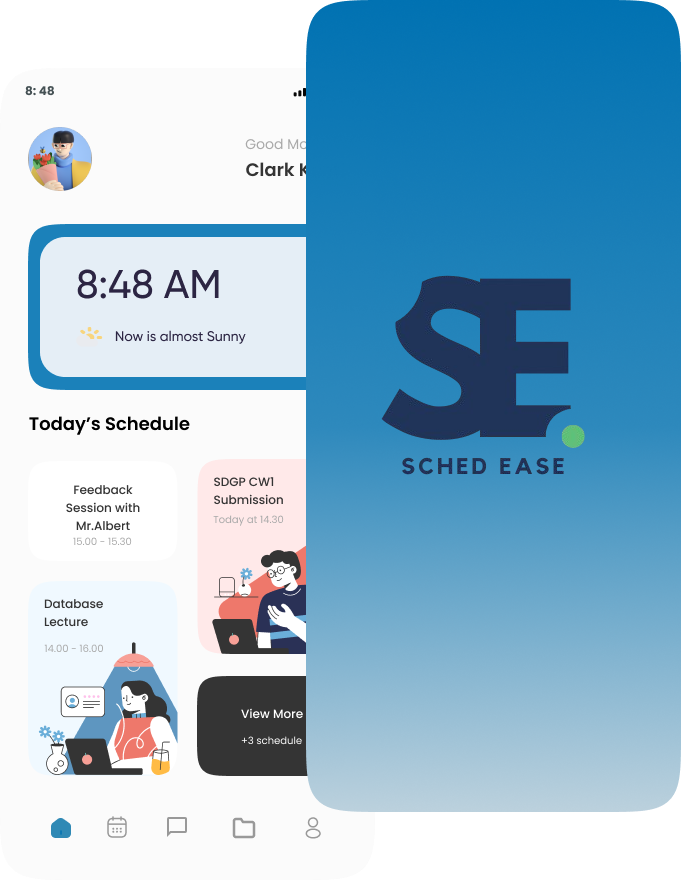 8: 48
Good Mo
Clark K
8:48 AM
Now is almost Sunny
Today’s Schedule
Feedback
Session with
Mr.Albert
15.00 - 15.30
SDGP CW1
Submission
Today at 14.30
Database
Lecture
14.00 - 16.00
View More
+3 schedule
SE
SCHED EASE